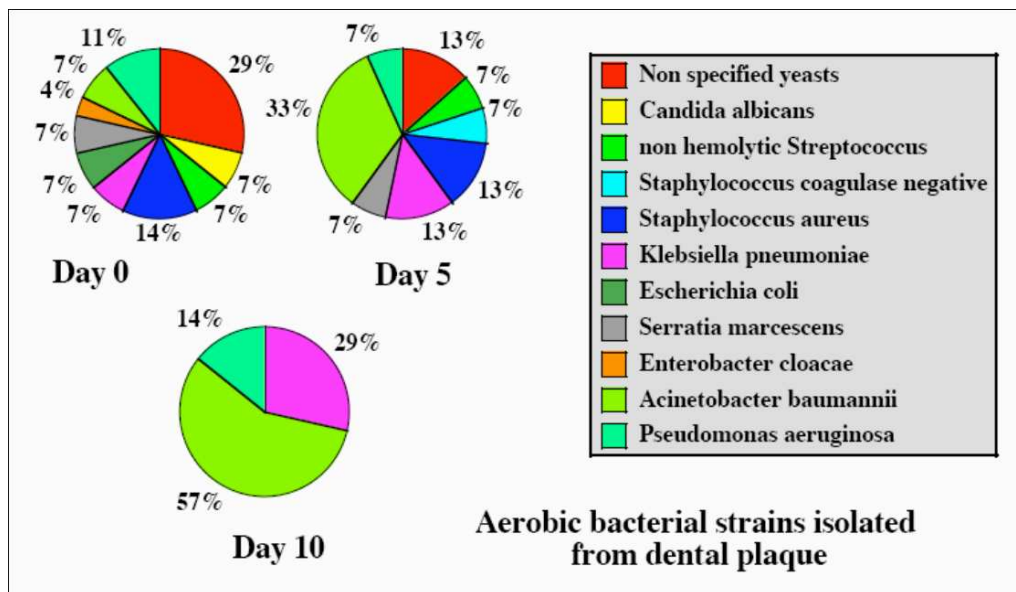 11%
29%
7%
4%
7%
7%
7%
14%
7%
7%
Day 0
7%
13%
7%
7%
33%
13%
13%
7%
Day 5
14%
29%
57%
Day 10
Non specified yeasts
Candida albicans
non hemolytic Streptococcus
Staphylococcus coagulase negative
Staphylococcus aureus
Klebsiella pneumoniae
Escherichia coli
Serratia marcescens
Enterobacter cloacae
Acinetobacter baumannii
Pseudomonas aeruginosa
Aerobic bacterial strains isolated
from dental plaque